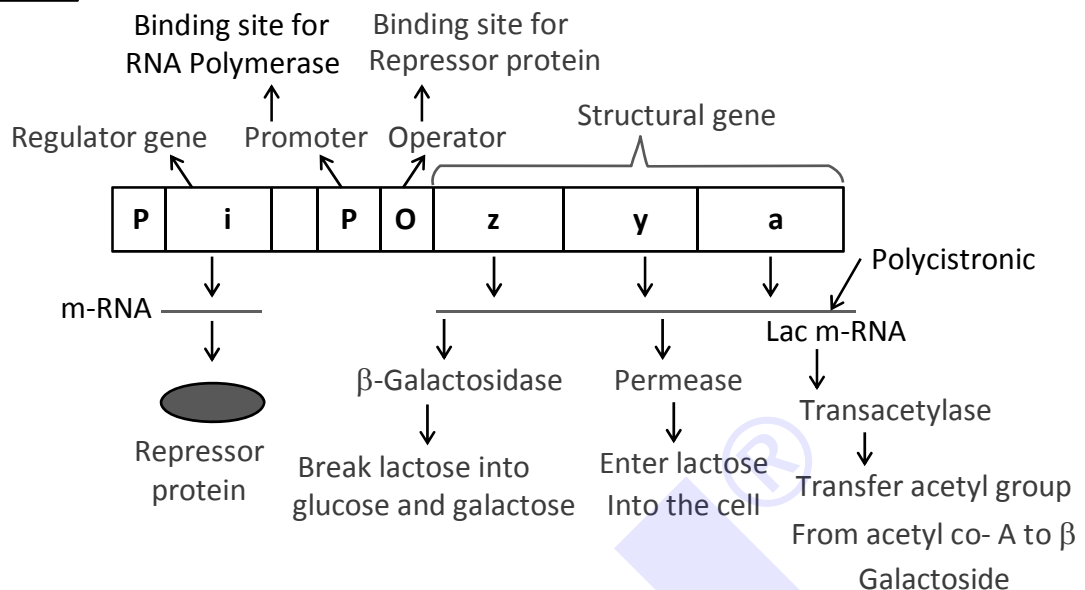 Binding site for
RNA Polymerase
Binding site for
Repressor protein
Regulator gene
Promoter
Operator
Structural gene
P i P O z y a
Polycistronic
m-RNA
Lac m-RNA
β-Galactosidase
Permease
Transacetylase
Repressor
protein
Break lactose into
glucose and galactose
Enter lactose
Into the cell
Transfer acetyl group
From acetyl co- A to β
Galactoside
®